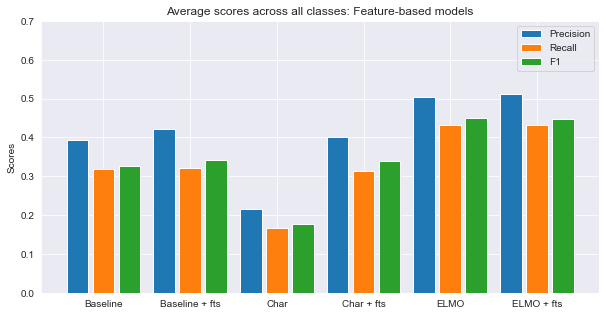 Average scores across all classes: Feature-based models
Precision
Recall
F1
Scores
0.7
0.6
0.5
0.4
0.3
0.2
0.1
0.0
Baseline
Baseline + fts
Char
Char + fts
ELMO
ELMO + fts